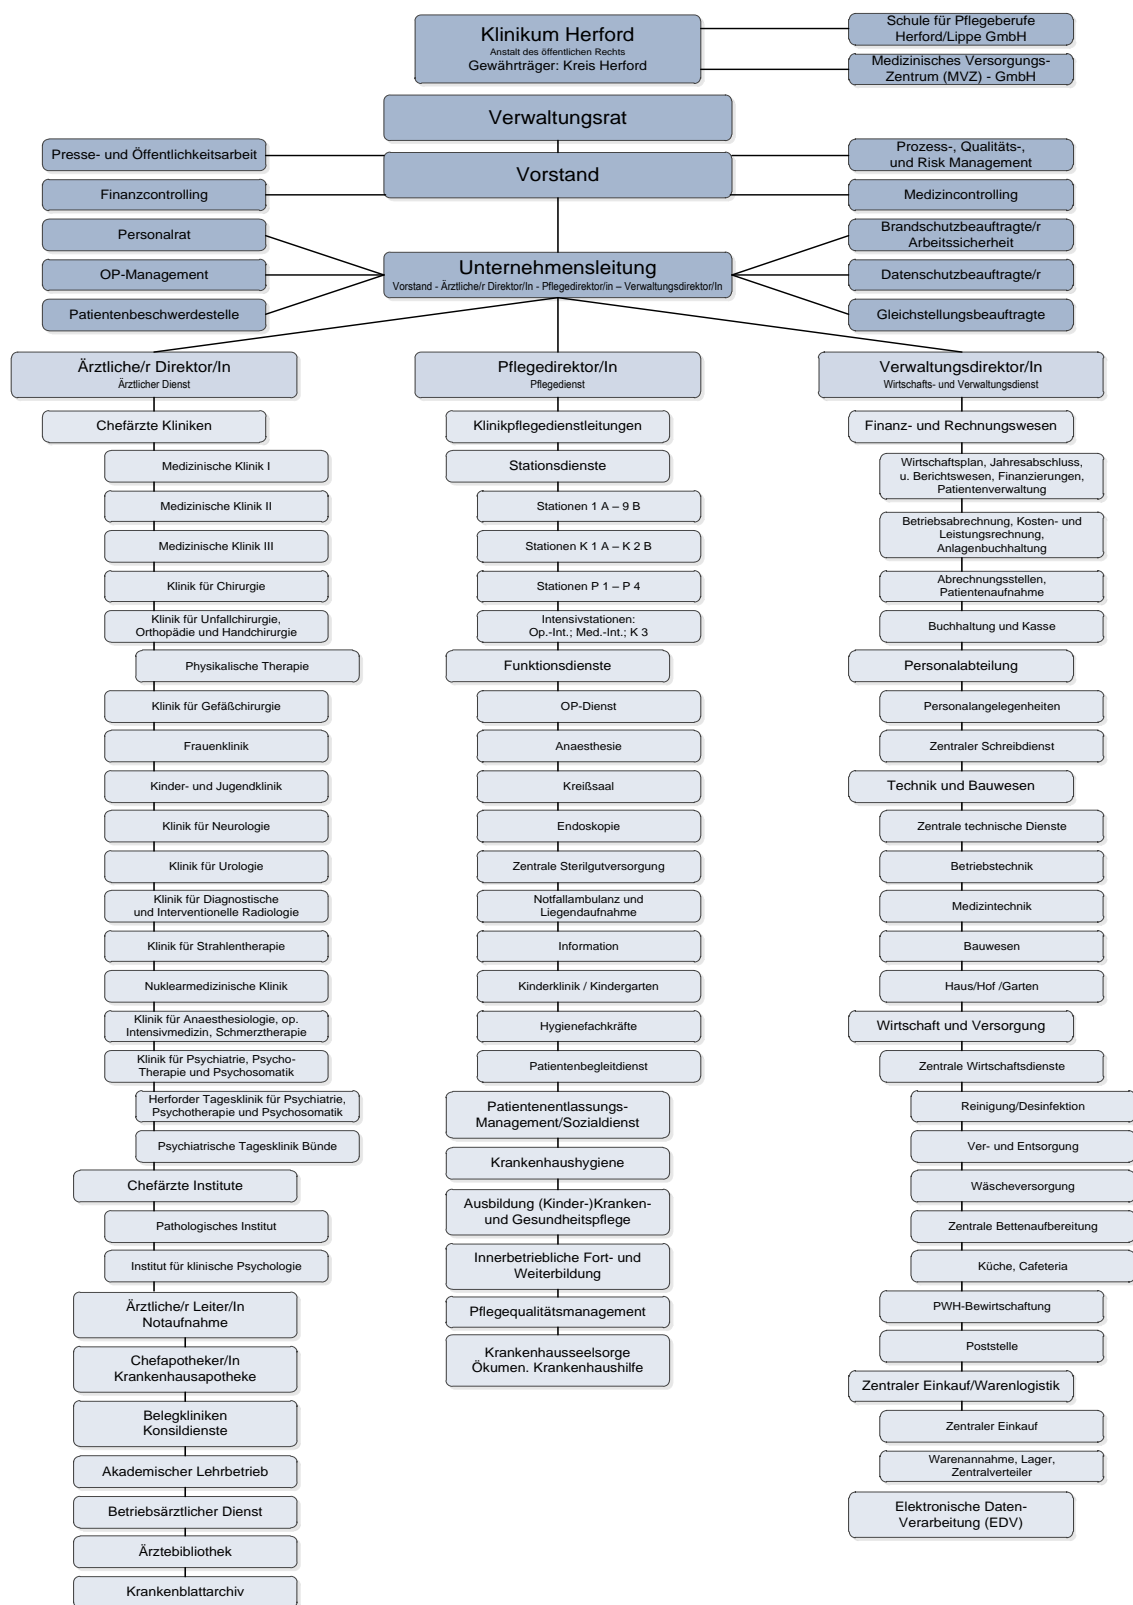 Klinikum Herford
Anstalt des öffentlichen Rechts
Gewährträger: Kreis Herford
Schule für Pflegeberufe
Herford/Lippe GmbH
Medizinisches Versorgungs-
Zentrum (MVZ) - GmbH
Verwaltungsrat
Vorstand
Presse- und Öffentlichkeitsarbeit
Finanzcontrolling
Personalrat
OP-Management
Patientenbeschwerdestelle
Prozess-, Qualitäts-,
und Risk Management
Medizincontrolling
Brandschutzbeauftragte/r
Arbeitssicherheit
Datenschutzbeauftragte/r
Gleichstellungsbeauftragte
Unternehmensleitung
Vorstand - Ärztliche/r Direktor/In - Pflegedirektor/in – Verwaltungsdirektor/In
Ärztliche/r Direktor/In
Ärztlicher Dienst
Chefärzte Kliniken
Medizinische Klinik I
Medizinische Klinik II
Medizinische Klinik III
Klinik für Chirurgie
Klinik für Unfallchirurgie,
Orthopädie und Handchirurgie
Physikalische Therapie
Klinik für Gefäßchirurgie
Frauenklinik
Kinder- und Jugendklinik
Klinik für Neurologie
Klinik für Urologie
Klinik für Diagnostische
und Interventionelle Radiologie
Klinik für Strahlentherapie
Nuklearmedizinische Klinik
Klinik für Anaesthesiologie, op.
Intensivmedizin, Schmerztherapie
Klinik für Psychiatrie, Psycho-
Therapie und Psychosomatik
Herforder Tagesklinik für Psychiatrie,
Psychotherapie und Psychosomatik
Psychiatrische Tagesklinik Bünde
Chefärzte Institute
Pathologisches Institut
Institut für klinische Psychologie
Ärztliche/r Leiter/In
Notaufnahme
Chefapotheker/In
Krankenhausapotheke
Belegkliniken
Konsildienste
Akademischer Lehrbetrieb
Betriebsärztlicher Dienst
Ärztebibliothek
Krankenblattarchiv
Pflegedirektor/In
Pflegedienst
Klinikpflegedienstleitungen
Stationsdienste
Stationen 1 A – 9 B
Stationen K 1 A – K 2 B
Stationen P 1 – P 4
Intensivstationen:
Op.-Int.; Med.-Int.; K 3
Funktionsdienste
OP-Dienst
Anaesthesie
Kreißsaal
Endoskopie
Zentrale Sterilgutversorgung
Notfallambulanz und
Liegendaufnahme
Information
Kinderklinik / Kindergarten
Hygienefachkräfte
Patientenbegleitdienst
Patientenentlassungs-
Management/Sozialdienst
Krankenhaushygiene
Ausbildung (Kinder-)Kranken-
und Gesundheitspflege
Innerbetriebliche Fort- und
Weiterbildung
Pflegequalitätsmanagement
Krankenhausseelsorge
Ökumen. Krankenhaushilfe
Verwaltungsdirektor/In
Wirtschafts- und Verwaltungsdienst
Finanz- und Rechnungswesen
Wirtschaftsplan, Jahresabschluss,
u. Berichtswesen, Finanzierungen,
Patientenverwaltung
Betriebsabrechnung, Kosten- und
Leistungsrechnung,
Anlagenbuchhaltung
Abrechnungsstellen,
Patientenaufnahme
Buchhaltung und Kasse
Personalabteilung
Personalangelegenheiten
Zentraler Schreibdienst
Technik und Bauwesen
Zentrale technische Dienste
Betriebstechnik
Medizintechnik
Bauwesen
Haus/Hof /Garten
Wirtschaft und Versorgung
Zentrale Wirtschaftsdienste
Reinigung/Desinfektion
Ver- und Entsorgung
Wäscheversorgung
Zentrale Bettenaufbereitung
Küche, Cafeteria
PWH-Bewirtschaftung
Poststelle
Zentraler Einkauf/Warenlogistik
Zentraler Einkauf
Warenannahme, Lager,
Zentralverteiler
Elektronische Daten-
Verarbeitung (EDV)